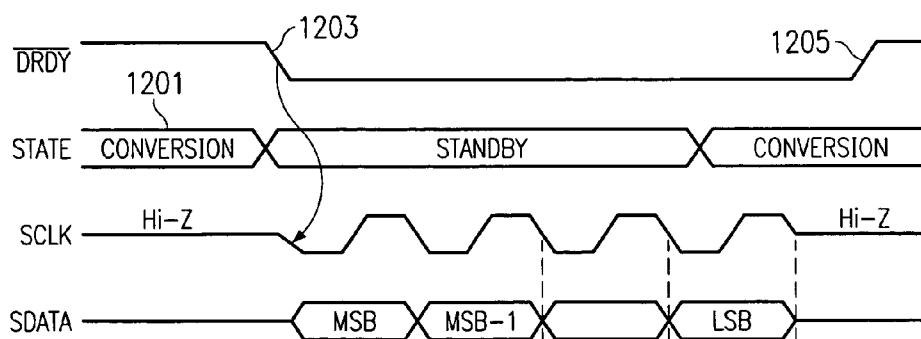 1203
1205
DRDY
1201
STATE CONVERSION STANDBY CONVERSION
Hi-Z Hi-Z
SCLK
SDATA MSB MSB-1 LSB